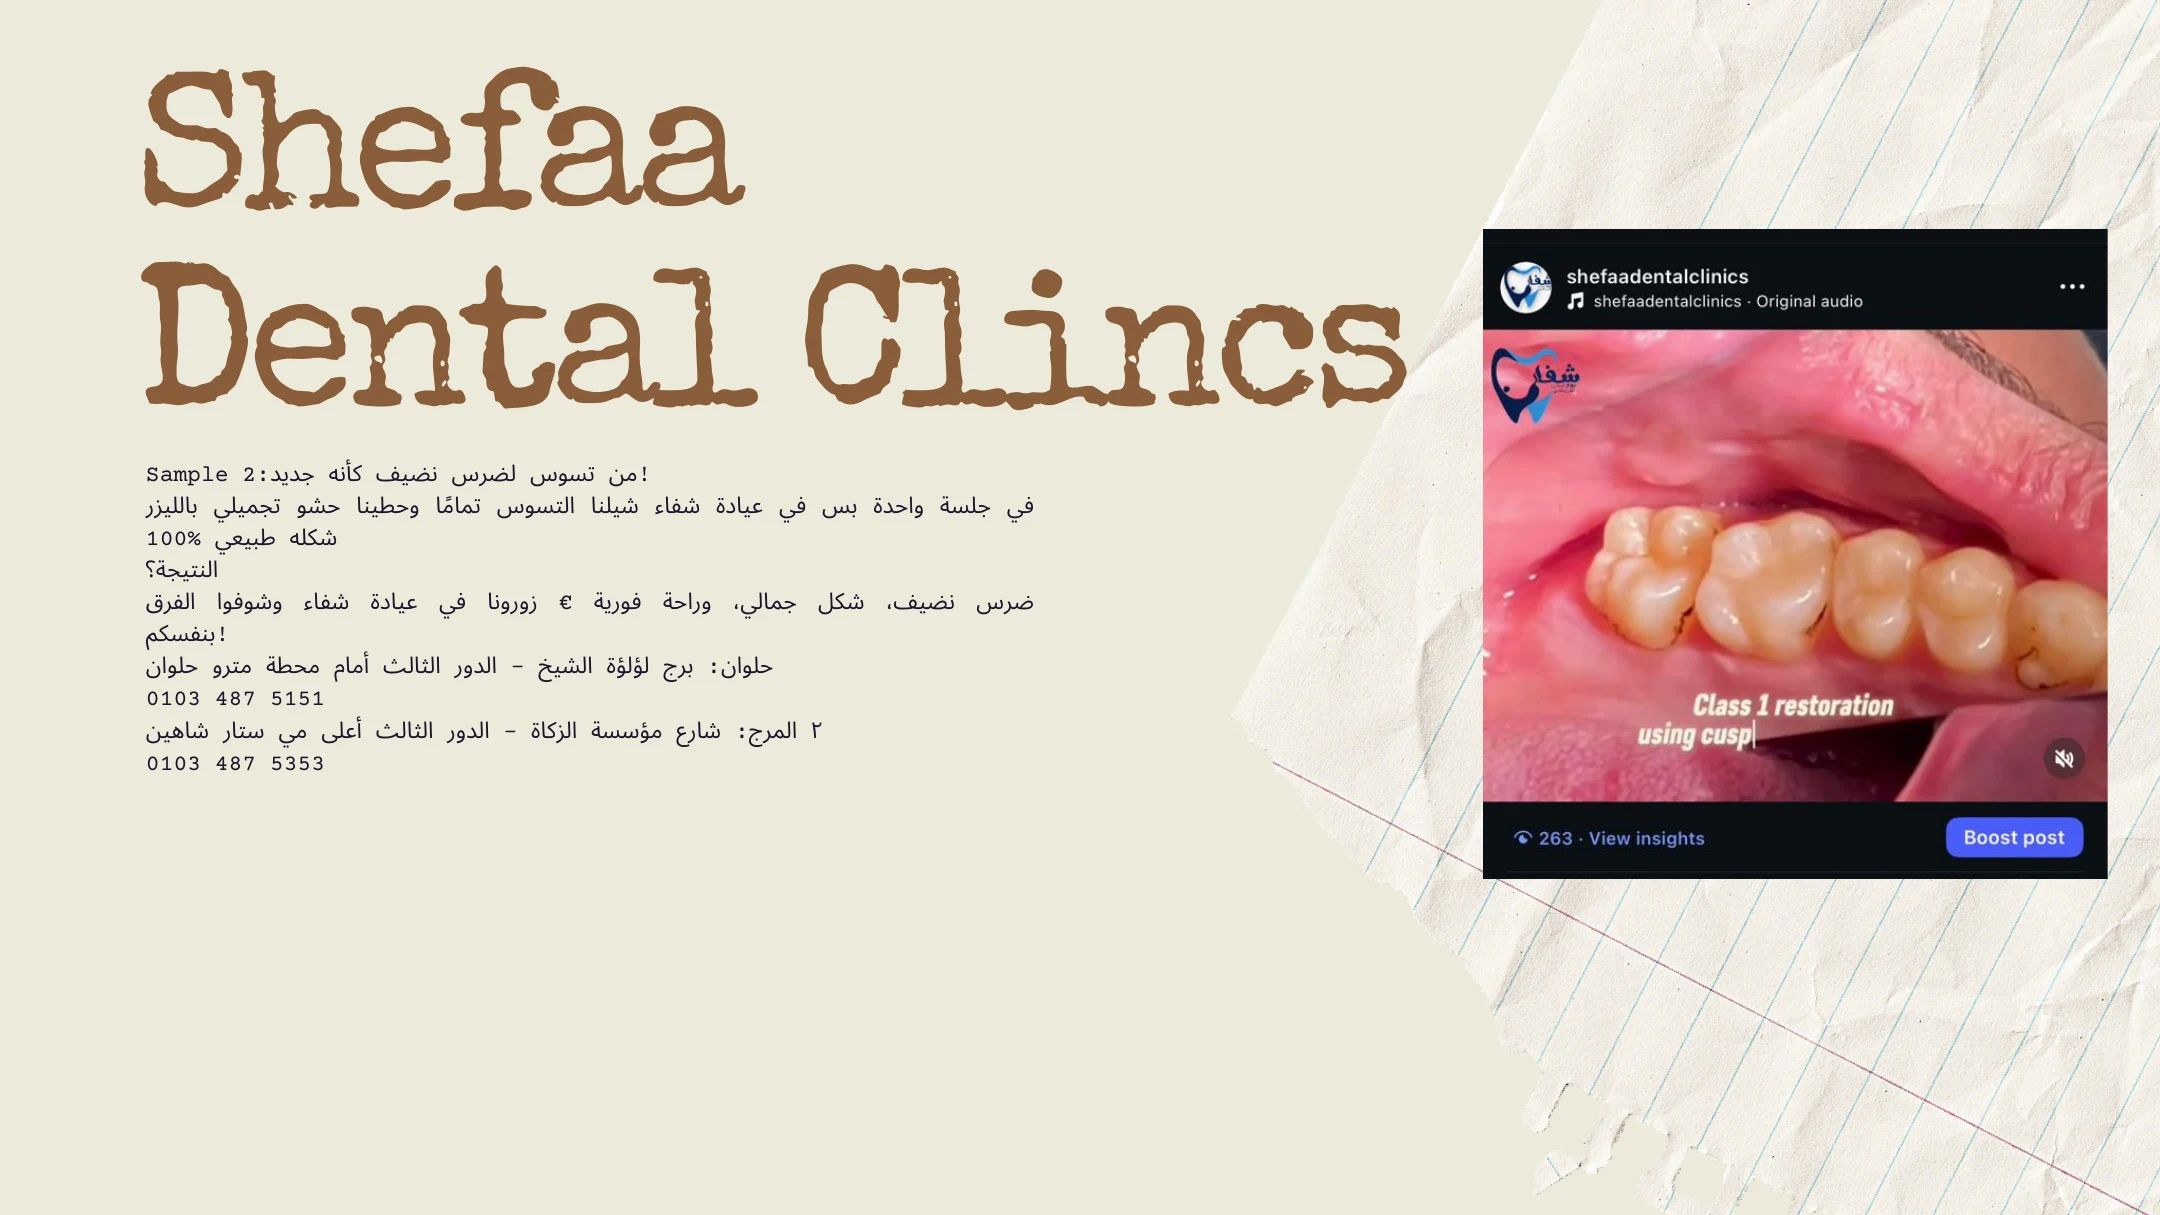 Shefaa
Dental Clincs
Sample 2:من تسوس لضرس نضيف كأنه جديد!
في جلسة واحدة بس في عيادة شفاء شيلنا التسوس تمامًا وحطينا حشو تجميلي بالليزر
شكله طبيعي %100
النتيجة؟
ضرس نضيف، شكل جمالي، وراحة فورية € زورونا في عيادة شفاء وشوفوا الفرق
بنفسكم!
حلوان: برج لؤلؤة الشيخ – الدور الثالث أمام محطة مترو حلوان
0103 487 5151
٢ المرج: شارع مؤسسة الزكاة – الدور الثالث أعلى مي ستار شاهين
0103 487 5353
shefaadentalclinics
shefaadentalclinics · Original audio
شفاء
Class 1 restoration
using cusp
263 · View insights
Boost post